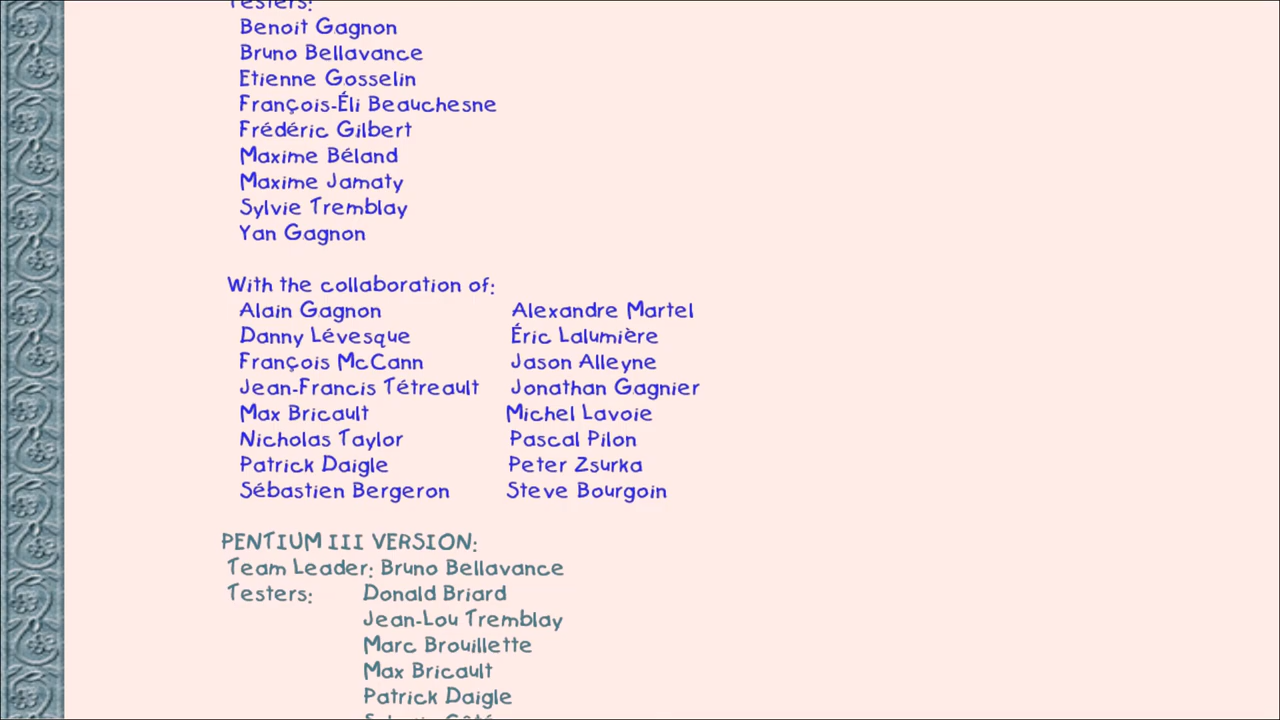 Testers:
Benoit Gagnon
Bruno Bellavance
Etienne Gosselin
François-Éli Beauchesne
Frédéric Gilbert
Maxime Béland
Maxime Jamaty
Sylvie Tremblay
Yan Gagnon
With the collaboration of:
Alain Gagnon Alexandre Martel
Danny Lévesque Éric Lalumière
François McCann Jason Alleyne
Jean-Francis Tétreault Jonathan Gagnier
Max Bricault Michel Lavoie
Nicholas Taylor Pascal Pilon
Patrick Daigle Peter Zsurka
Sébastien Bergeron Steve Bourgoin
PENTIUM III VERSION:
Team Leader: Bruno Bellavance
Testers: Donald Briard
Jean-Lou Tremblay
Marc Brouillette
Max Bricault
Patrick Daigle